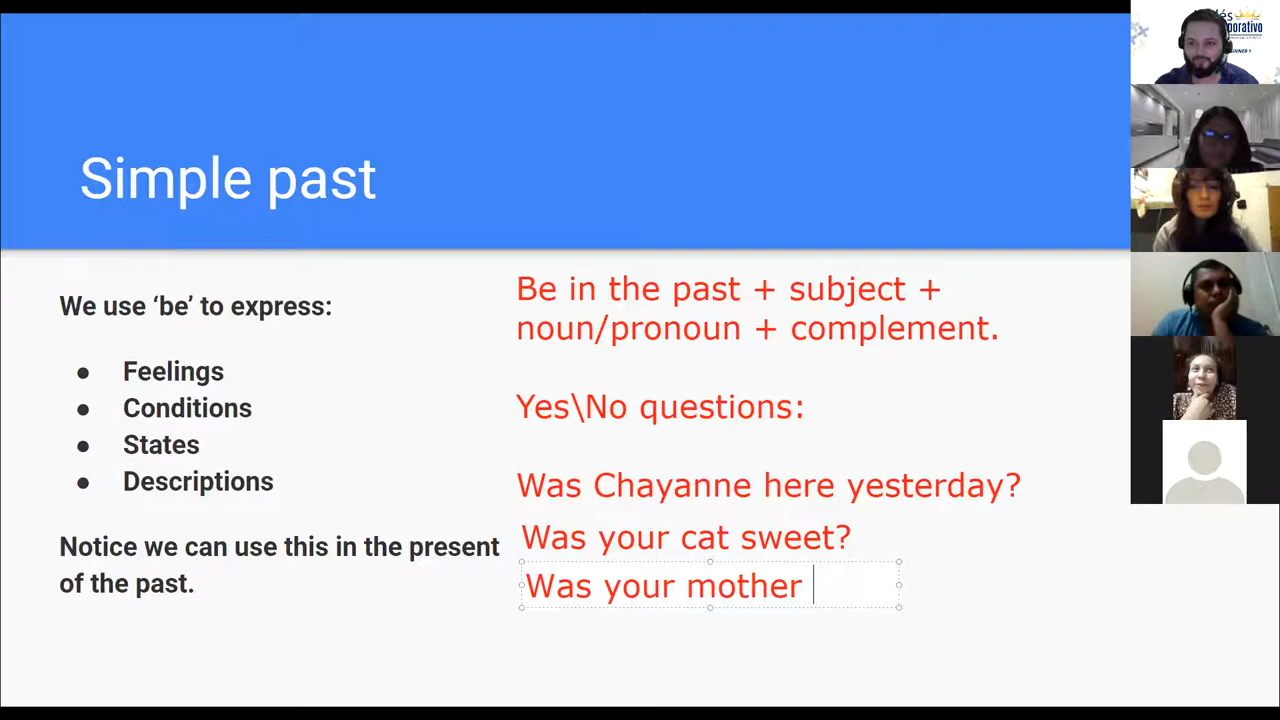 Simple past
We use ‘be’ to express:
● Feelings
● Conditions
● States
● Descriptions
Notice we can use this in the present
of the past.
Be in the past + subject +
noun/pronoun + complement.
Yes\No questions:
Was Chayanne here yesterday?
Was your cat sweet?
Was your mother